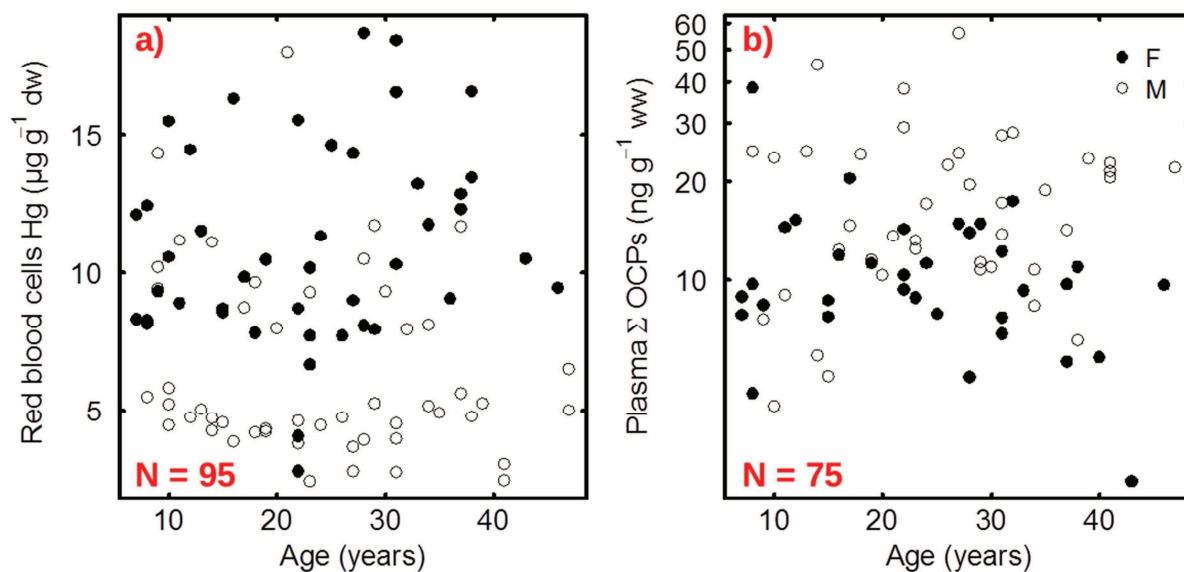 a)
Red blood cells Hg (µg g⁻¹ dw)
15
10
5
N = 95
10 20 30 40
Age (years)
b)
F
M
Plasma Σ OCPs (ng g⁻¹ ww)
60
50
40
30
20
10
N = 75
10 20 30 40
Age (years)